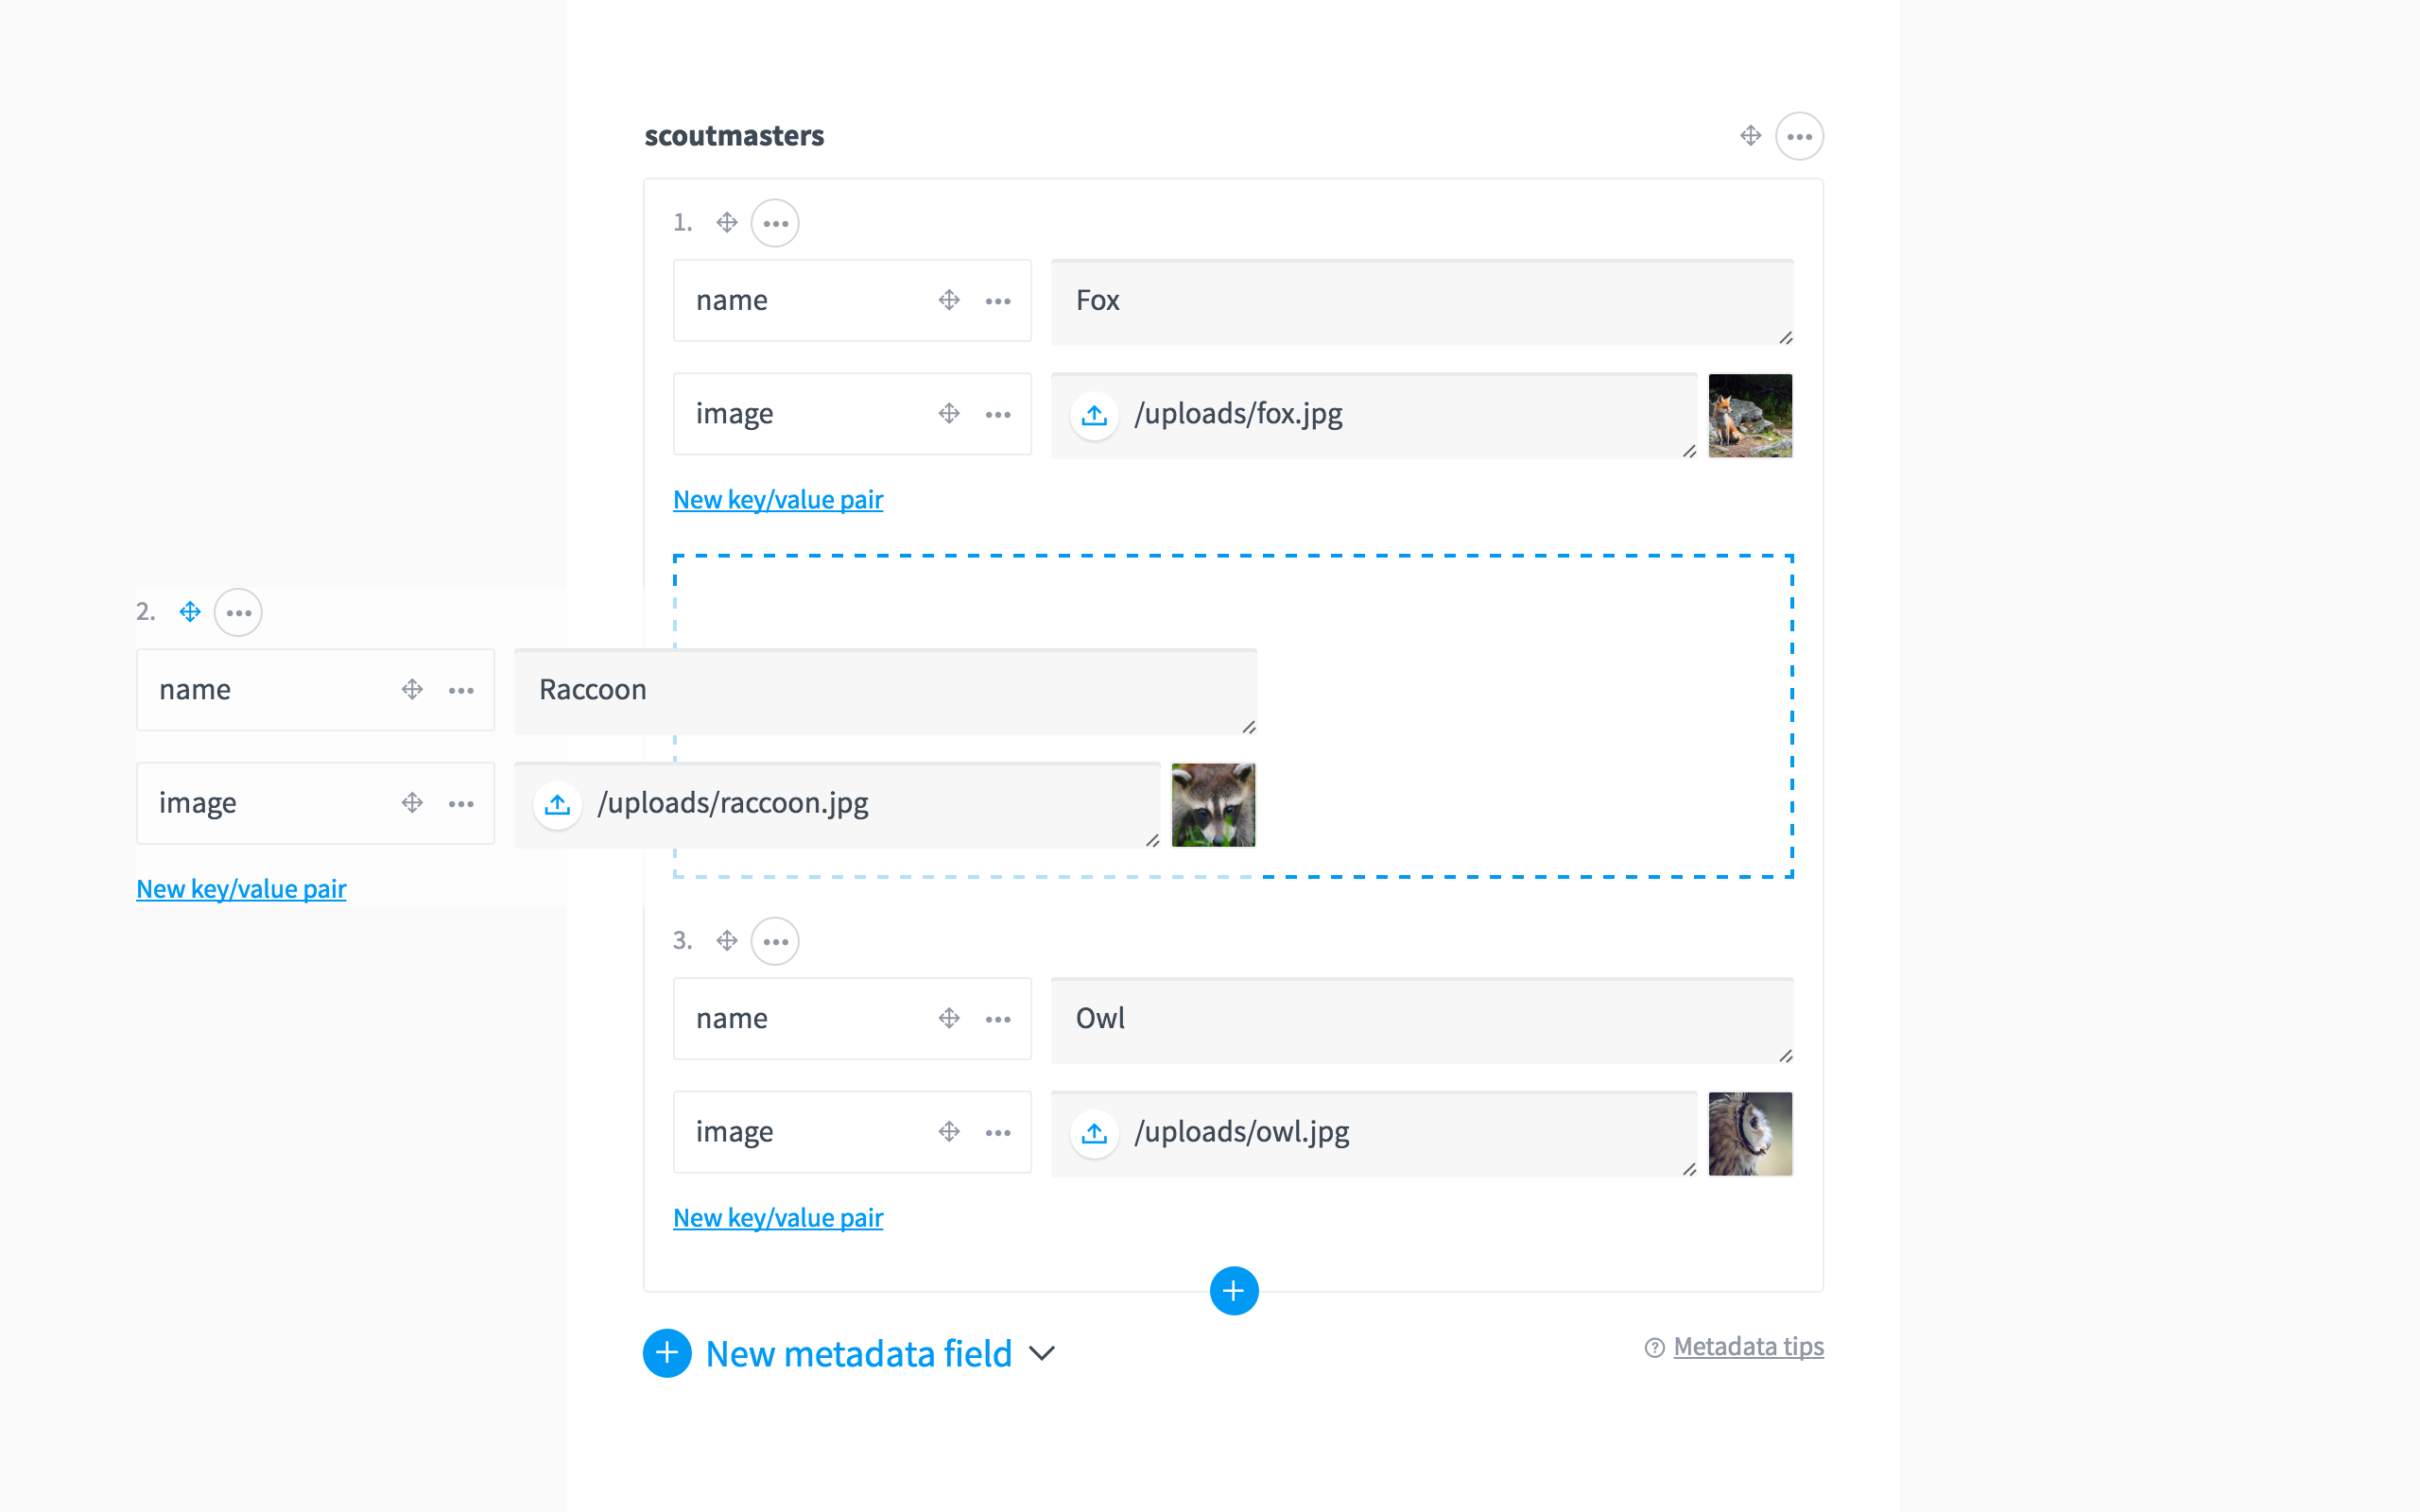 scoutmasters
1.
name
Fox
image
/uploads/fox.jpg
New key/value pair
2.
name
Raccoon
image
/uploads/raccoon.jpg
New key/value pair
3.
name
Owl
image
/uploads/owl.jpg
New key/value pair
New metadata field
Metadata tips